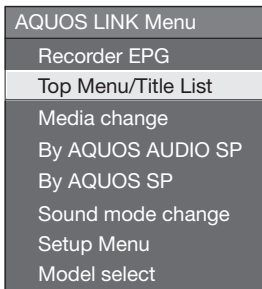 AQUOS LINK Menu
Recorder EPG
Top Menu/Title List
Media change
By AQUOS AUDIO SP
By AQUOS SP
Sound mode change
Setup Menu
Model select